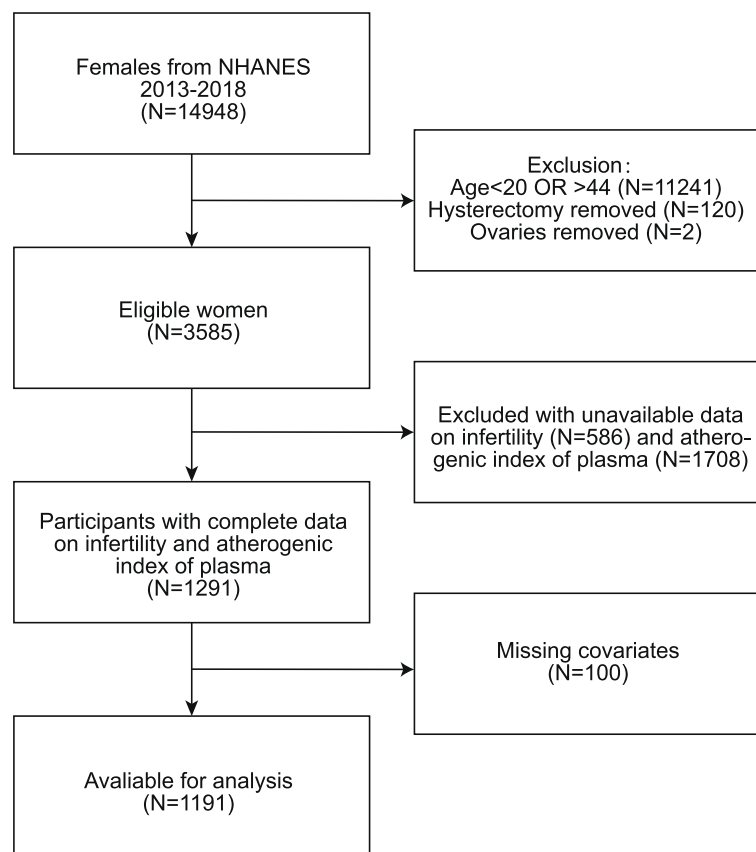 Females from NHANES
2013-2018
(N=14948)
Exclusion:
Age<20 OR >44 (N=11241)
Hysterectomy removed (N=120)
Ovaries removed (N=2)
Eligible women
(N=3585)
Excluded with unavailable data
on infertility (N=586) and athero-
genic index of plasma (N=1708)
Participants with complete data
on infertility and atherogenic
index of plasma
(N=1291)
Missing covariates
(N=100)
Avaliable for analysis
(N=1191)